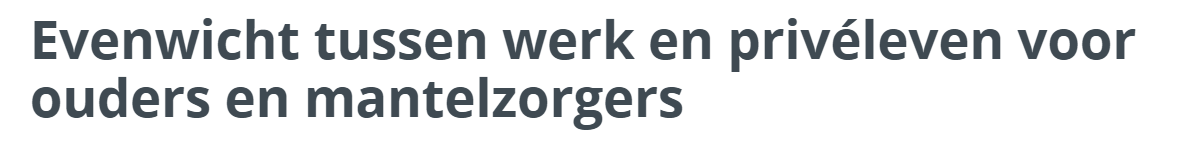 Evenwicht tussen werk en privéleven voor
ouders en mantelzorgers